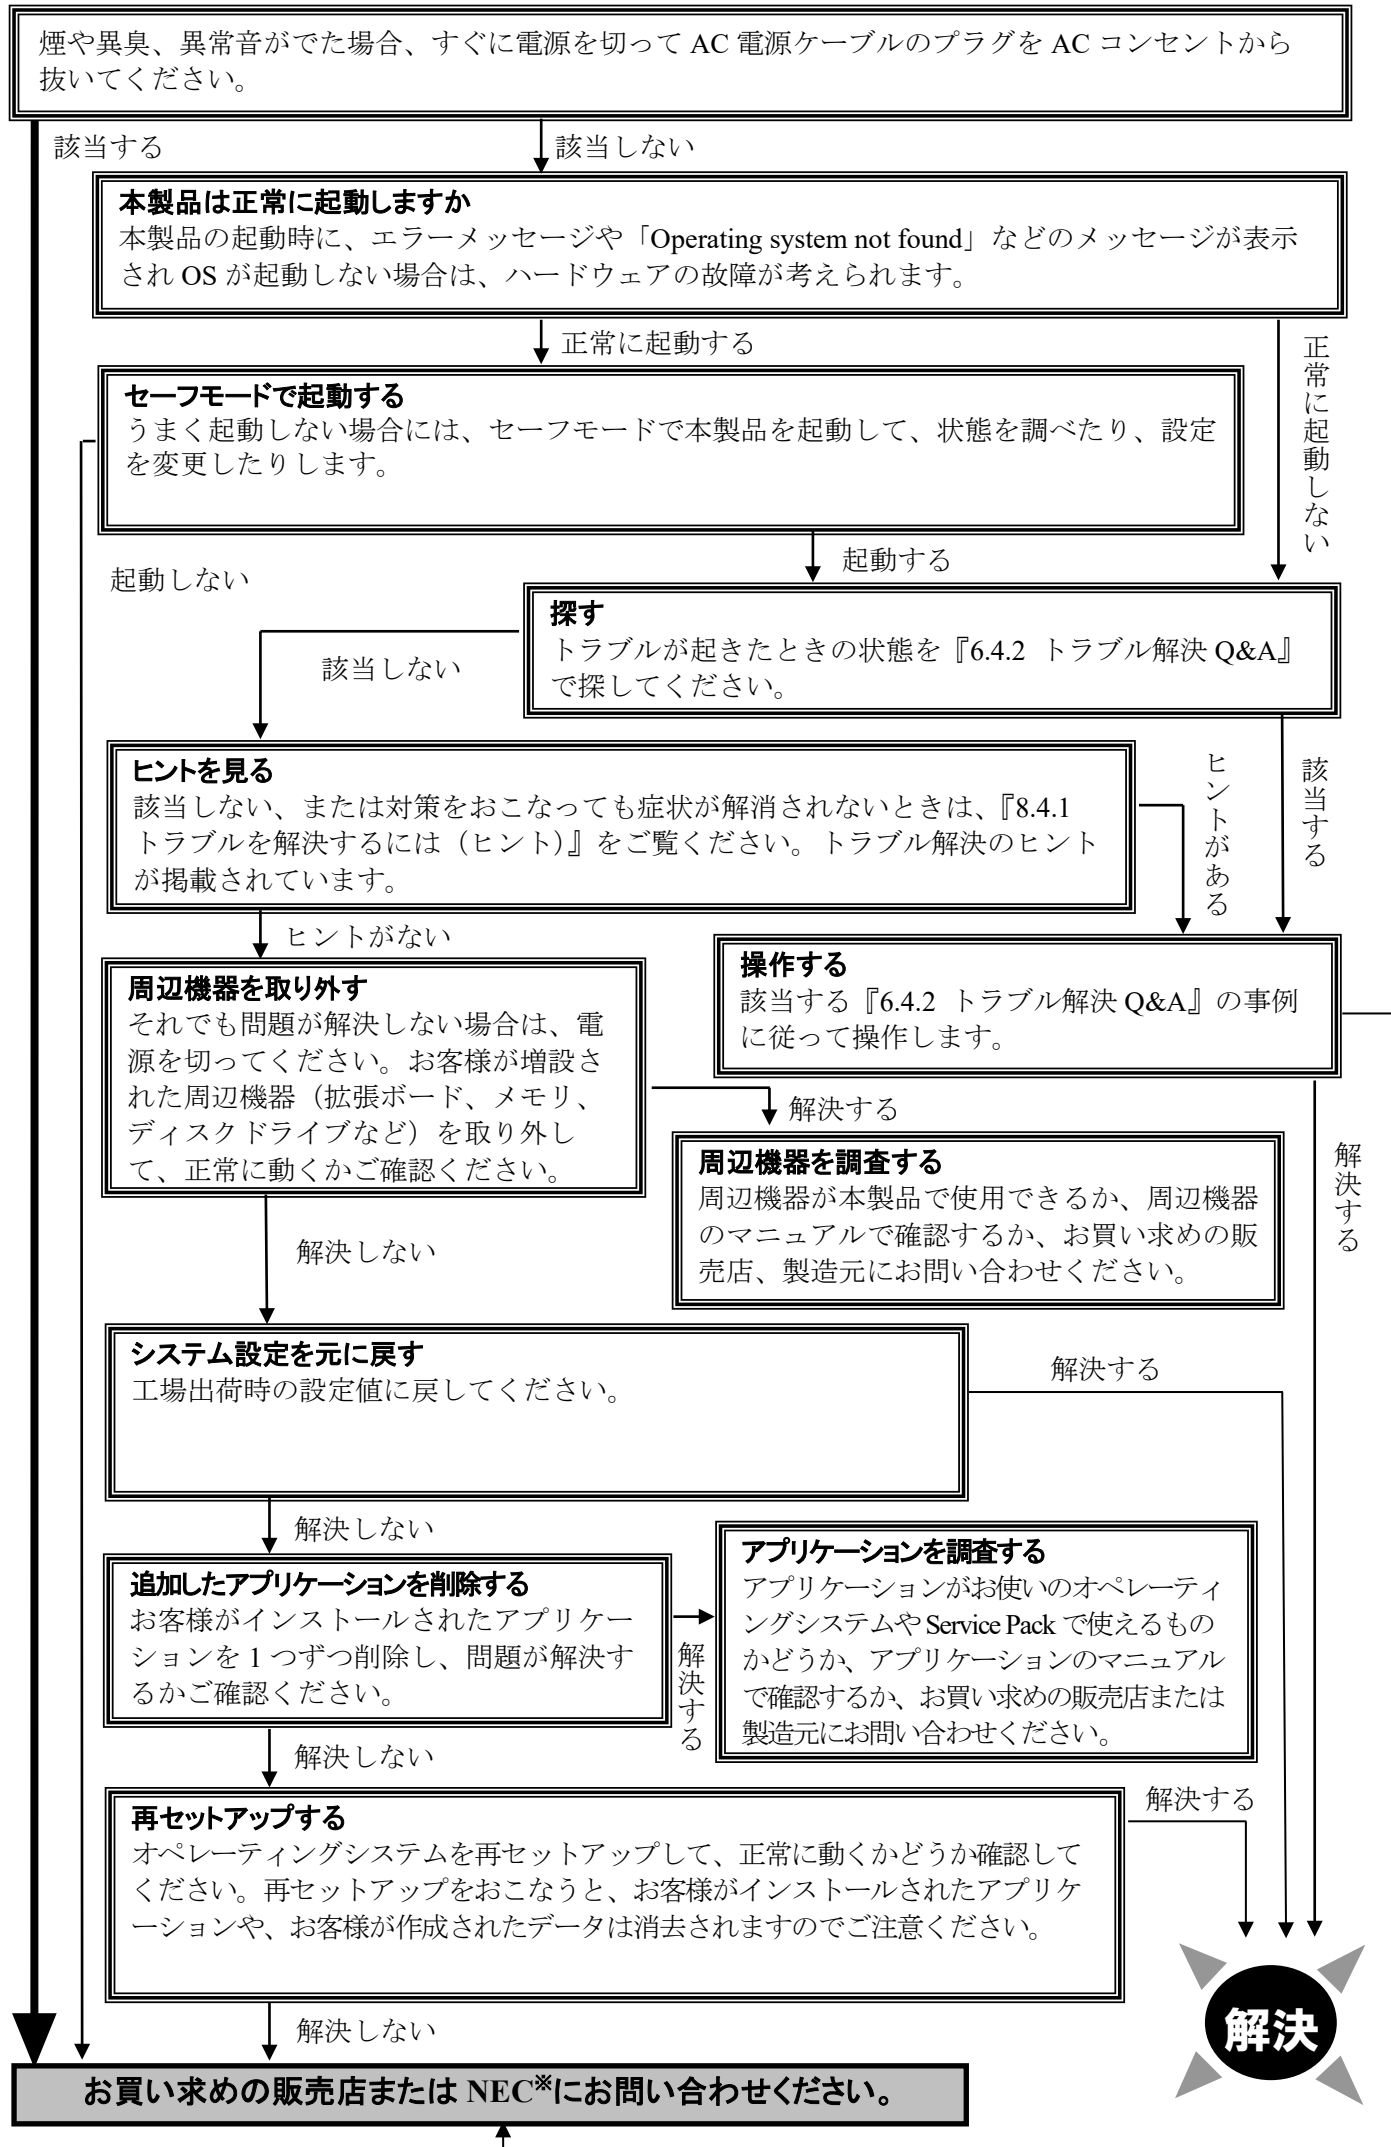 煙や異臭、異常音がでた場合、すぐに電源を切って AC 電源ケーブルのプラグを AC コンセントから
抜いてください。
該当する
該当しない
本製品は正常に起動しますか
本製品の起動時に、エラーメッセージや「Operating system not found」などのメッセージが表示
され OS が起動しない場合は、ハードウェアの故障が考えられます。
正常に起動する
正常に起動しない
セーフモードで起動する
うまく起動しない場合には、セーフモードで本製品を起動して、状態を調べたり、設定
を変更したりします。
起動する
起動しない
探す
トラブルが起きたときの状態を『6.4.2 トラブル解決 Q&A』
で探してください。
該当しない
該当する
ヒントを見る
該当しない、または対策をおこなっても症状が解消されないときは、『8.4.1
トラブルを解決するには（ヒント）』をご覧ください。トラブル解決のヒント
が掲載されています。
ヒントがある
ヒントがない
操作する
該当する『6.4.2 トラブル解決 Q&A』の事例
に従って操作します。
周辺機器を取り外す
それでも問題が解決しない場合は、電
源を切ってください。お客様が増設さ
れた周辺機器（拡張ボード、メモリ、
ディスクドライブなど）を取り外し
て、正常に動くかご確認ください。
解決する
周辺機器を調査する
周辺機器が本製品で使用できるか、周辺機器
のマニュアルで確認するか、お買い求めの販
売店、製造元にお問い合わせください。
解決する
解決しない
システム設定を元に戻す
工場出荷時の設定値に戻してください。
解決する
解決しない
追加したアプリケーションを削除する
お客様がインストールされたアプリケー
ションを 1 つずつ削除し、問題が解決す
るかご確認ください。
解決する
アプリケーションを調査する
アプリケーションがお使いのオペレーティ
ングシステムや Service Pack で使えるもの
かどうか、アプリケーションのマニュアル
で確認するか、お買い求めの販売店または
製造元にお問い合わせください。
解決しない
再セットアップする
オペレーティングシステムを再セットアップして、正常に動くかどうか確認して
ください。再セットアップをおこなうと、お客様がインストールされたアプリケ
ーションや、お客様が作成されたデータは消去されますのでご注意ください。
解決する
解決しない
解決
お買い求めの販売店または NEC※にお問い合わせください。